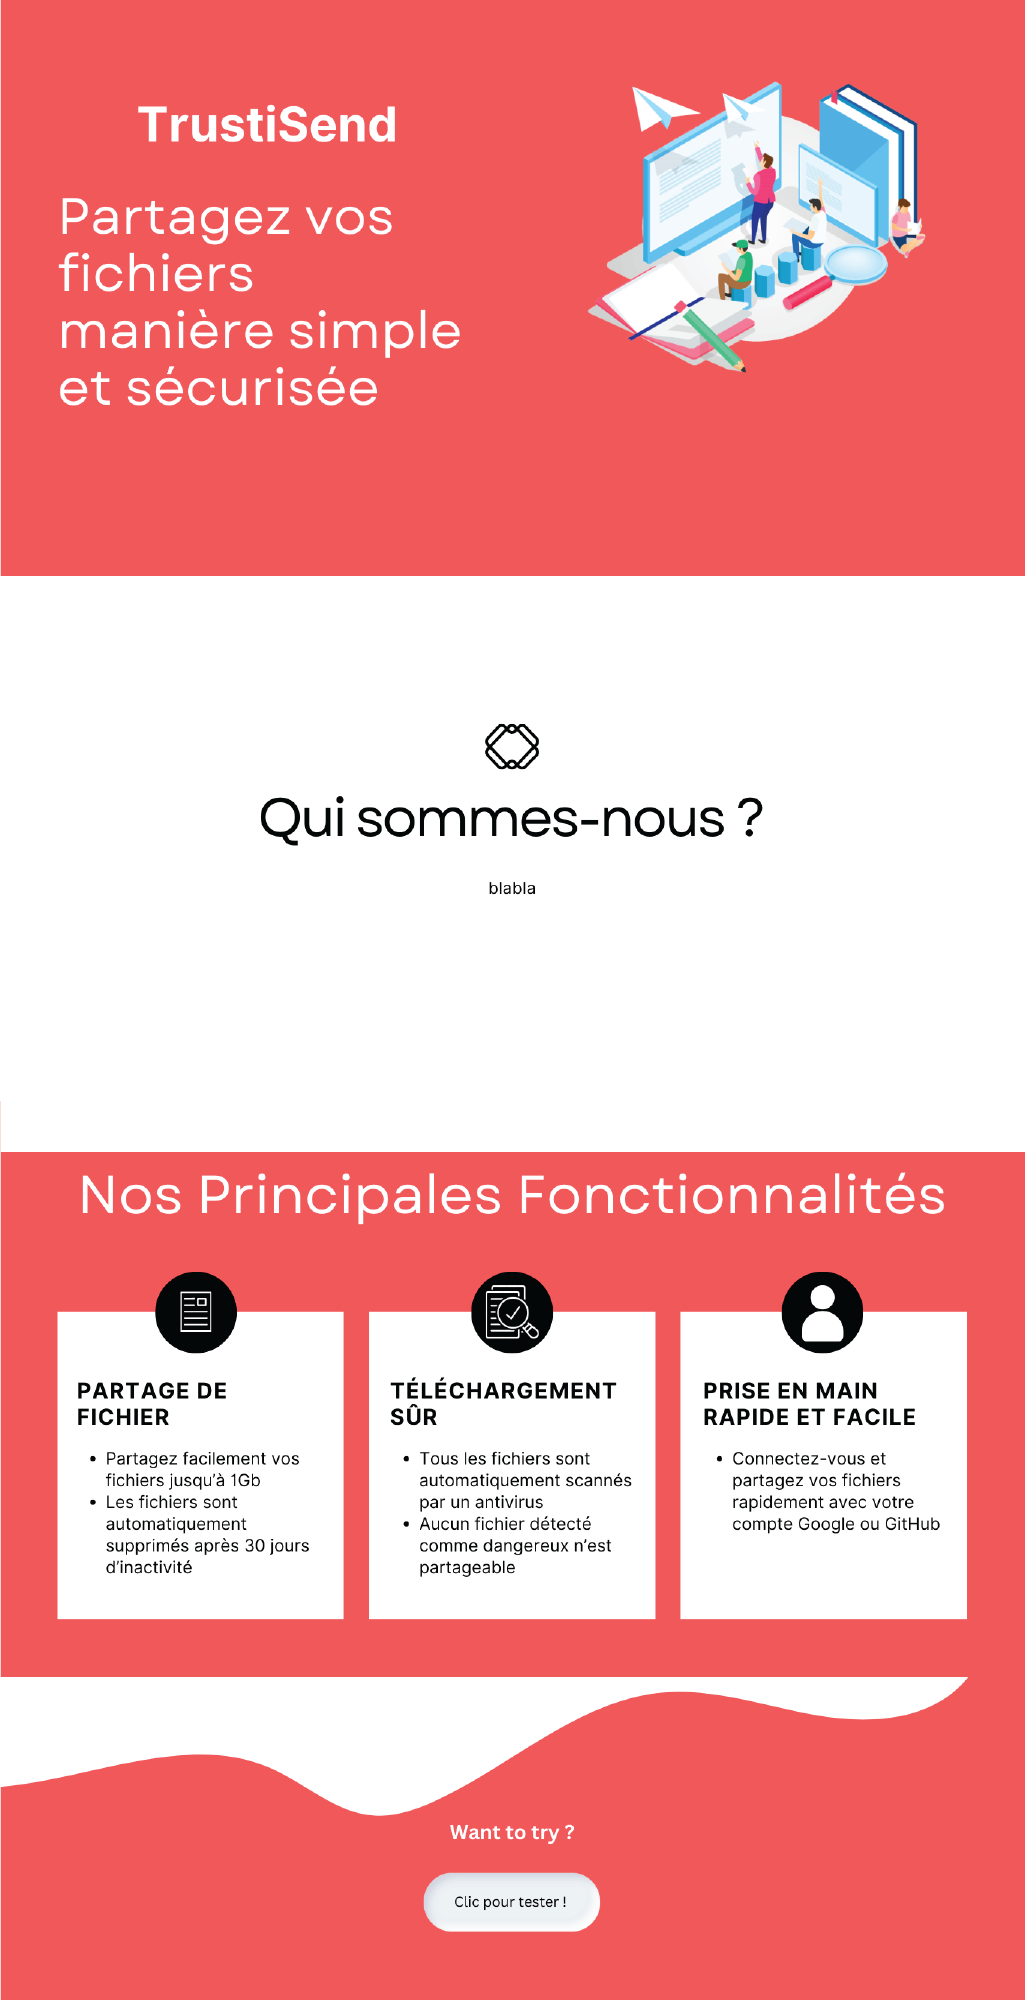 TrustiSend
Partagez vos
fichiers
manière simple
et sécurisée
Qui sommes-nous ?
blabla
Nos Principales Fonctionnalités
PARTAGE DE
FICHIER
• Partagez facilement vos
fichiers jusqu'à 1Gb
• Les fichiers sont
automatiquement
supprimés après 30 jours
d'inactivité
TÉLÉCHARGEMENT
SÛR
• Tous les fichiers sont
automatiquement scannés
par un antivirus
• Aucun fichier détecté
comme dangereux n'est
partageable
PRISE EN MAIN
RAPIDE ET FACILE
• Connectez-vous et
partagez vos fichiers
rapidement avec votre
compte Google ou GitHub
Want to try ?
Clic pour tester !